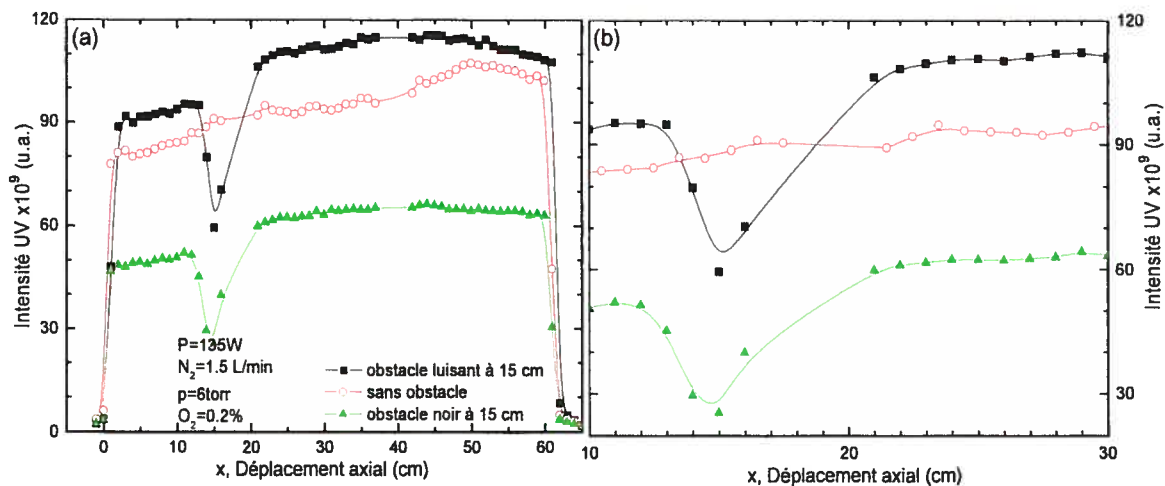 (a)
(b)
120
90
60
30
0
Intensité UV x10⁹ (u.a.)
P=135W
N₂=1.5 L/min
p=6torr
O₂=0.2%
obstacle luisant à 15 cm
sans obstacle
obstacle noir à 15 cm
0 10 20 30 40 50 60
x, Déplacement axial (cm)
10 20 30
x, Déplacement axial (cm)
120
90
60
30
Intensité UV x10⁹ (u.a.)